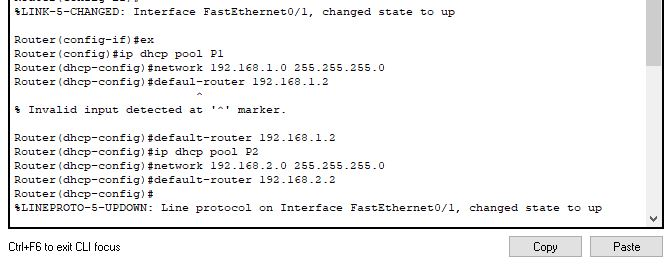 %LINK-5-CHANGED: Interface FastEthernet0/1, changed state to up
Router(config-if)#ex
Router(config)#ip dhcp pool P1
Router(dhcp-config)#network 192.168.1.0 255.255.255.0
Router(dhcp-config)#defaul-router 192.168.1.2
^
% Invalid input detected at '^' marker.
Router(dhcp-config)#default-router 192.168.1.2
Router(dhcp-config)#ip dhcp pool P2
Router(dhcp-config)#network 192.168.2.0 255.255.255.0
Router(dhcp-config)#default-router 192.168.2.2
Router(dhcp-config)#
%LINEPROTO-5-UPDOWN: Line protocol on Interface FastEthernet0/1, changed state to up
Ctrl+F6 to exit CLI focus
Copy
Paste